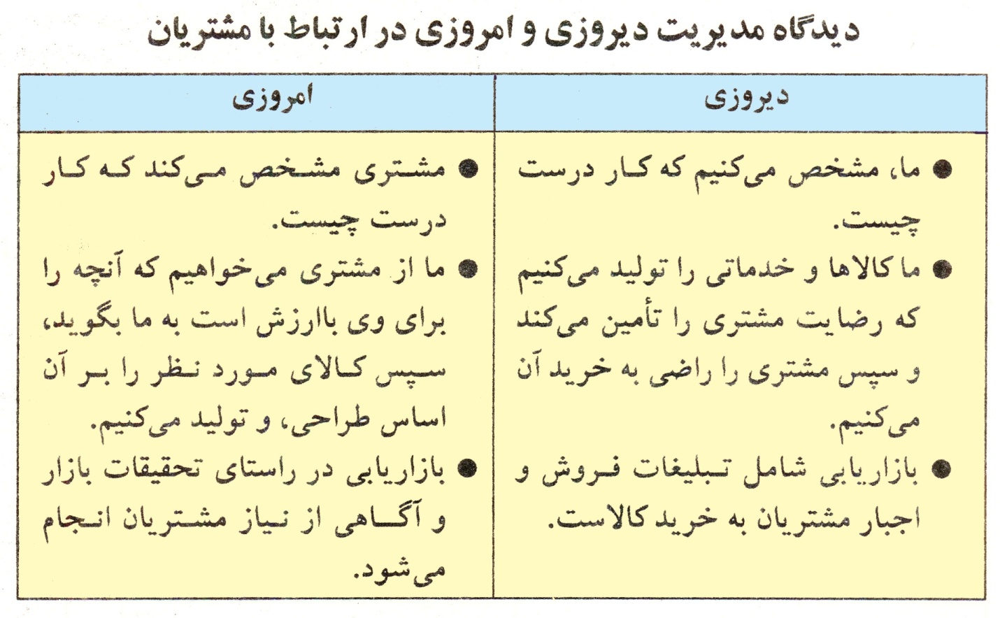 دیدگاه مدیریت دیروزی و امروزی در ارتباط با مشتریان
دیروزی
● ما، مشخص می‌کنیم که کار درست
چیست.
● ما کالاها و خدماتی را تولید می‌کنیم
که رضایت مشتری را تأمین می‌کند
و سپس مشتری را راضی به خرید آن
می‌کنیم.
● بازاریابی شامل تبلیغات فروش و
اجبار مشتریان به خرید کالاست.
امروزی
● مشتری مشخص می‌کند که کار
درست چیست.
● ما از مشتری می‌خواهیم که آنچه را
برای وی باارزش است به ما بگوید،
سپس کالای مورد نظر را بر آن
اساس طراحی، و تولید می‌کنیم.
● بازاریابی در راستای تحقیقات بازار
و آگاهی از نیاز مشتریان انجام
می‌شود.